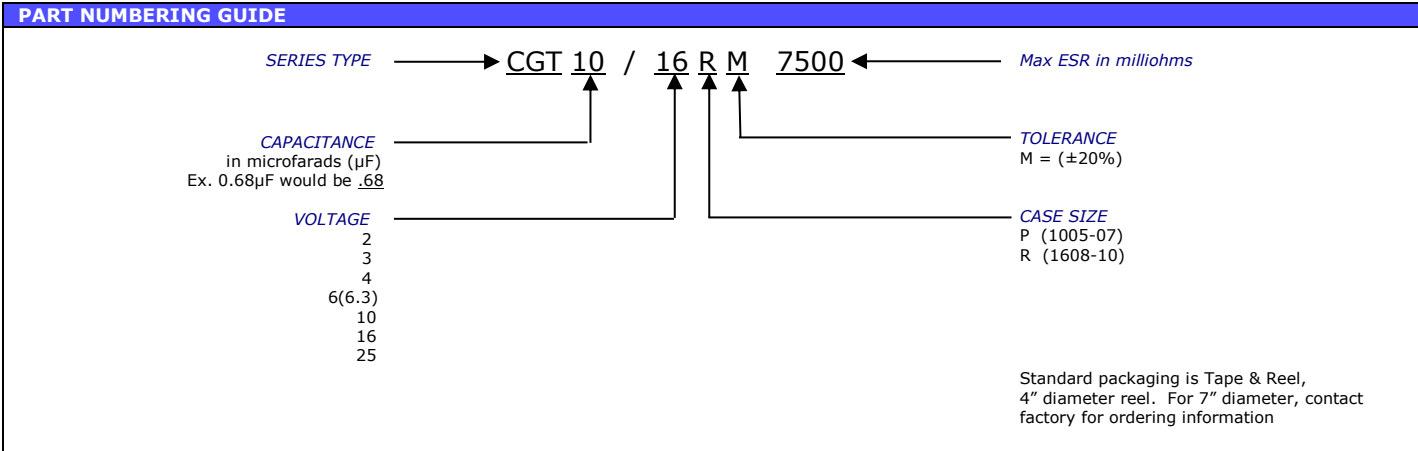 PART NUMBERING GUIDE
SERIES TYPE
CGT 10 / 16 R M 7500
Max ESR in milliohms
CAPACITANCE
in microfarads (µF)
Ex. 0.68µF would be .68
TOLERANCE
M = (±20%)
VOLTAGE
2
3
4
6(6.3)
10
16
25
CASE SIZE
P (1005-07)
R (1608-10)
Standard packaging is Tape & Reel,
4” diameter reel. For 7” diameter, contact
factory for ordering information